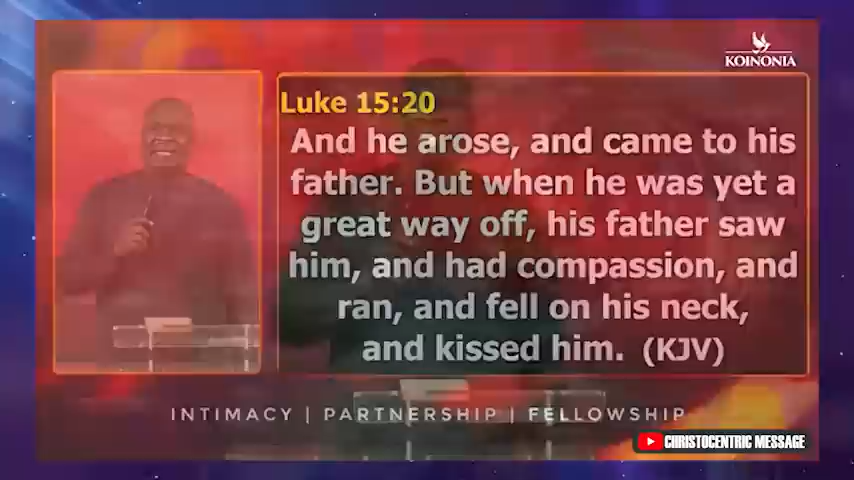 KOINONIA
Luke 15:20
And he arose, and came to his
father. But when he was yet a
great way off, his father saw
him, and had compassion, and
ran, and fell on his neck,
and kissed him. (KJV)
INTIMACY | PARTNERSHIP | FELLOWSHIP
CHRISTOCENTRIC MESSAGE